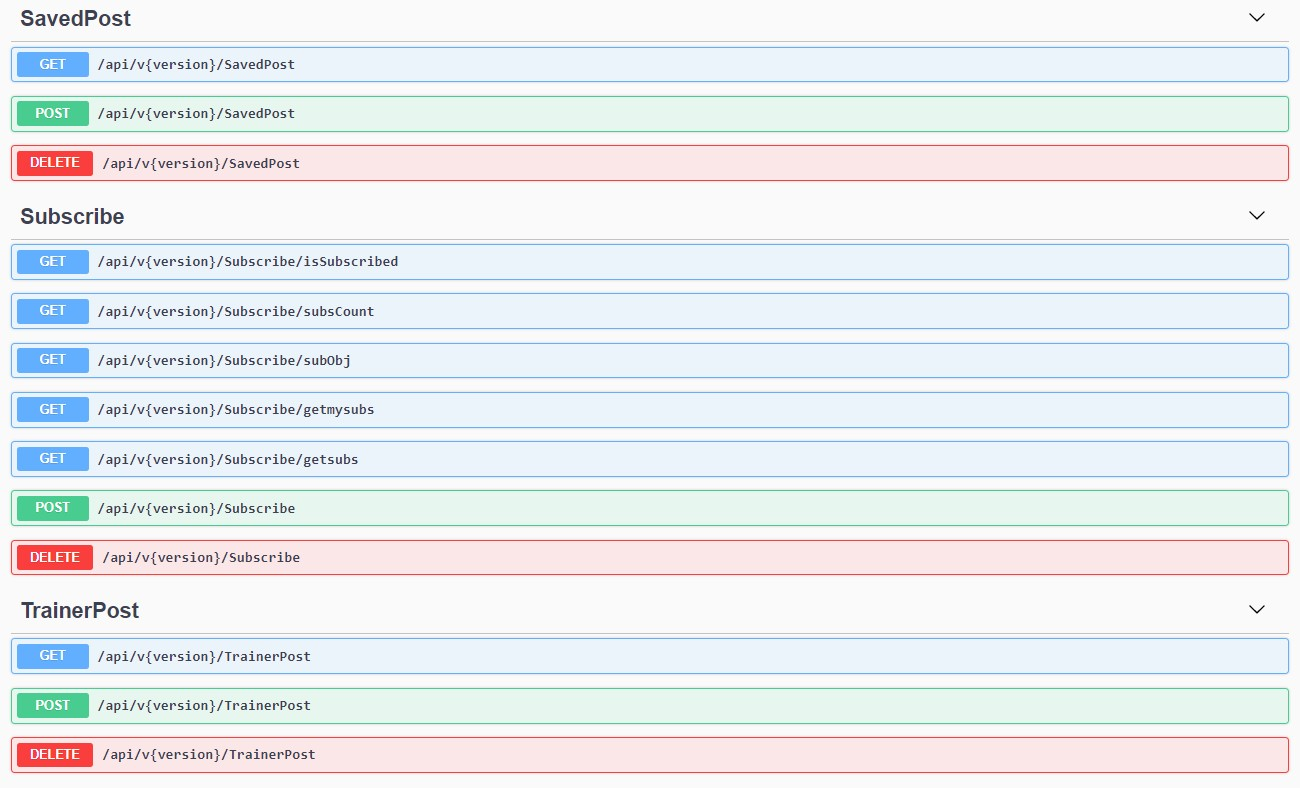 SavedPost
GET /api/v{version}/SavedPost
POST /api/v{version}/SavedPost
DELETE /api/v{version}/SavedPost
Subscribe
GET /api/v{version}/Subscribe/isSubscribed
GET /api/v{version}/Subscribe/subsCount
GET /api/v{version}/Subscribe/subObj
GET /api/v{version}/Subscribe/getmysubs
GET /api/v{version}/Subscribe/getsubs
POST /api/v{version}/Subscribe
DELETE /api/v{version}/Subscribe
TrainerPost
GET /api/v{version}/TrainerPost
POST /api/v{version}/TrainerPost
DELETE /api/v{version}/TrainerPost